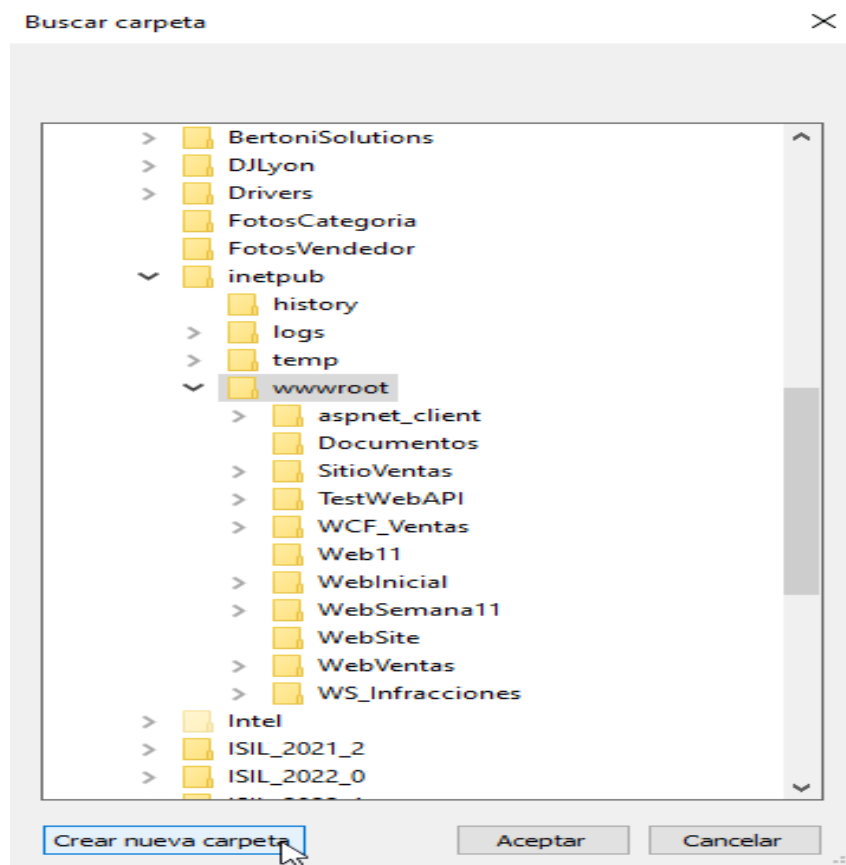 Buscar carpeta
BertoniSolutions
DJLyon
Drivers
FotosCategoria
FotosVendedor
inetpub
history
logs
temp
wwwroot
aspnet_client
Documentos
SitioVentas
TestWebAPI
WCF_Ventas
Web11
WebInicial
WebSemana11
WebSite
WebVentas
WS_Infracciones
Intel
ISIL_2021_2
ISIL_2022_0
Crear nueva carpeta
Aceptar
Cancelar